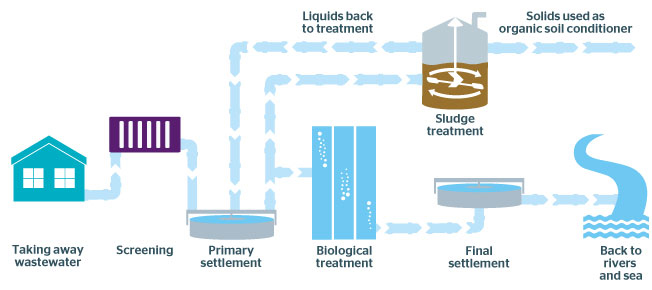 Liquids back
to treatment
Solids used as
organic soil conditioner
Sludge
treatment
Taking away
wastewater
Screening
Primary
settlement
Biological
treatment
Final
settlement
Back to
rivers
and sea